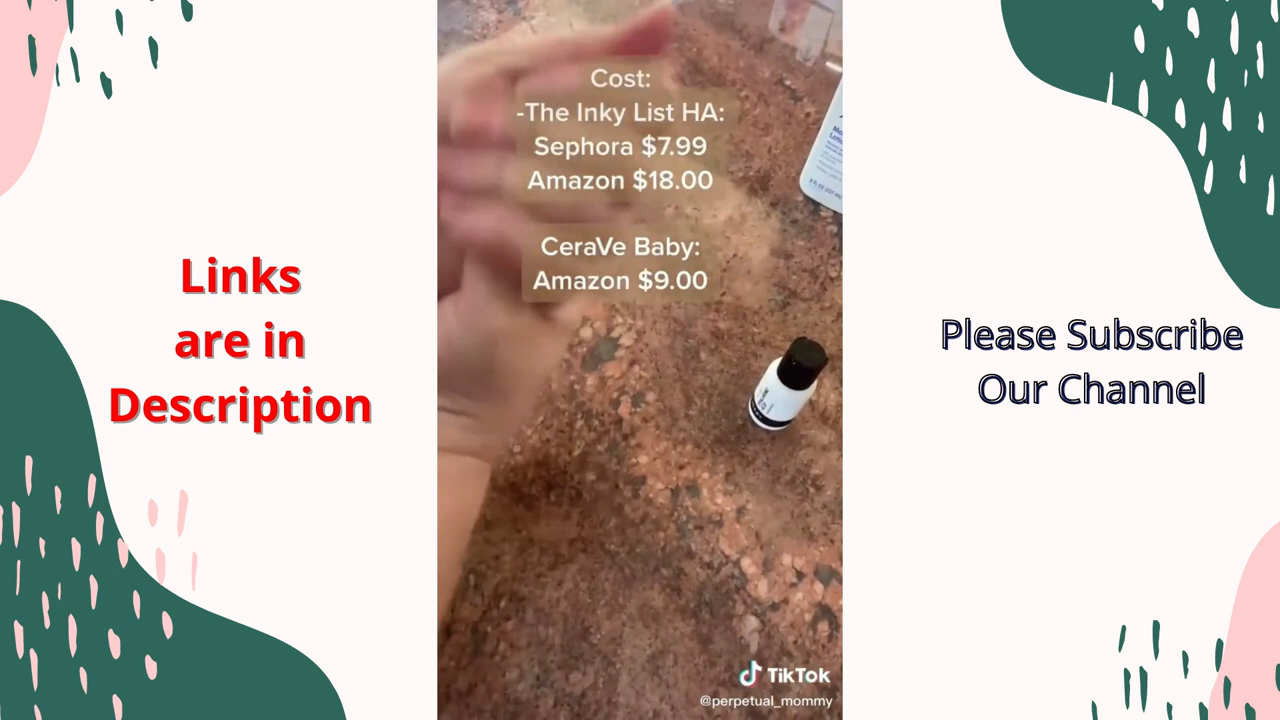 Links
are in
Description
Cost:
-The Inky List HA:
Sephora $7.99
Amazon $18.00
CeraVe Baby:
Amazon $9.00
TikTok
@perpetual_mommy
Please Subscribe
Our Channel